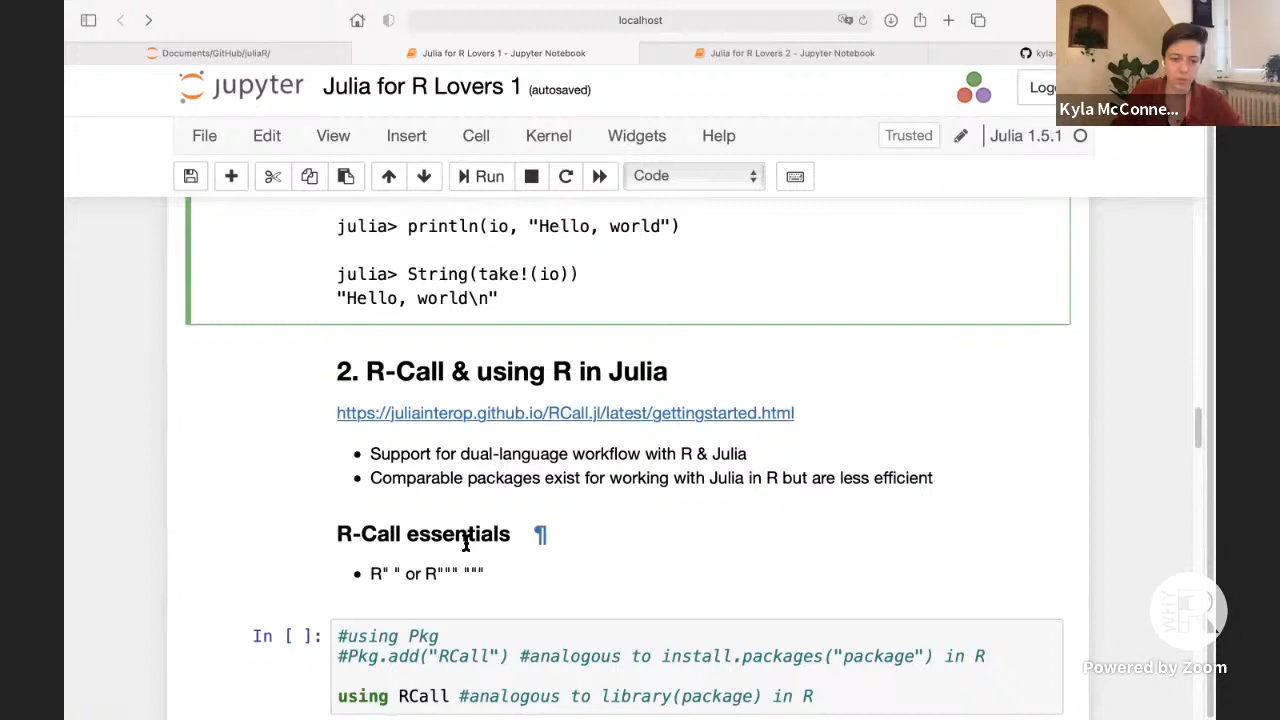 localhost
Documents/GitHub/juliaR/
Julia for R Lovers 1 - Jupyter Notebook
Julia for R Lovers 2 - Jupyter Notebook
kyla-
jupyter
Julia for R Lovers 1 (autosaved)
Logo
Kyla McConne...
File Edit View Insert Cell Kernel Widgets Help
Trusted
Julia 1.5.1
Run
Code
julia> println(io, "Hello, world")
julia> String(take!(io))
"Hello, world\n"
2. R-Call & using R in Julia
https://juliainterop.github.io/RCall.jl/latest/gettingstarted.html
• Support for dual-language workflow with R & Julia
• Comparable packages exist for working with Julia in R but are less efficient
R-Call essentials ¶
• R" " or R""" """
In [ ]:
#using Pkg
#Pkg.add("RCall") #analogous to install.packages("package") in R
using RCall #analogous to library(package) in R
WHY R
Powered by Zoom